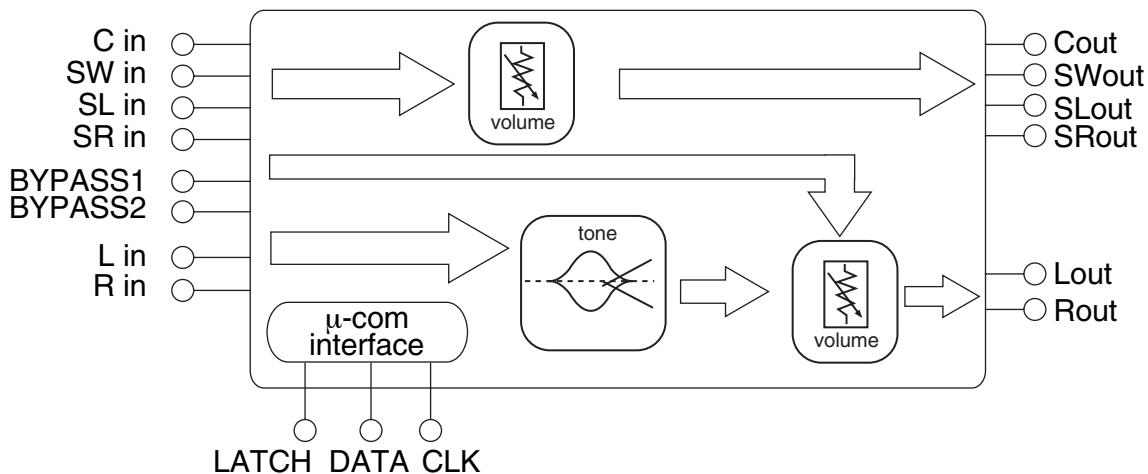 C in
SW in
SL in
SR in
BYPASS1
BYPASS2
L in
R in
volume
tone
volume
μ-com
interface
LATCH DATA CLK
Cout
SWout
SLout
SRout
Lout
Rout